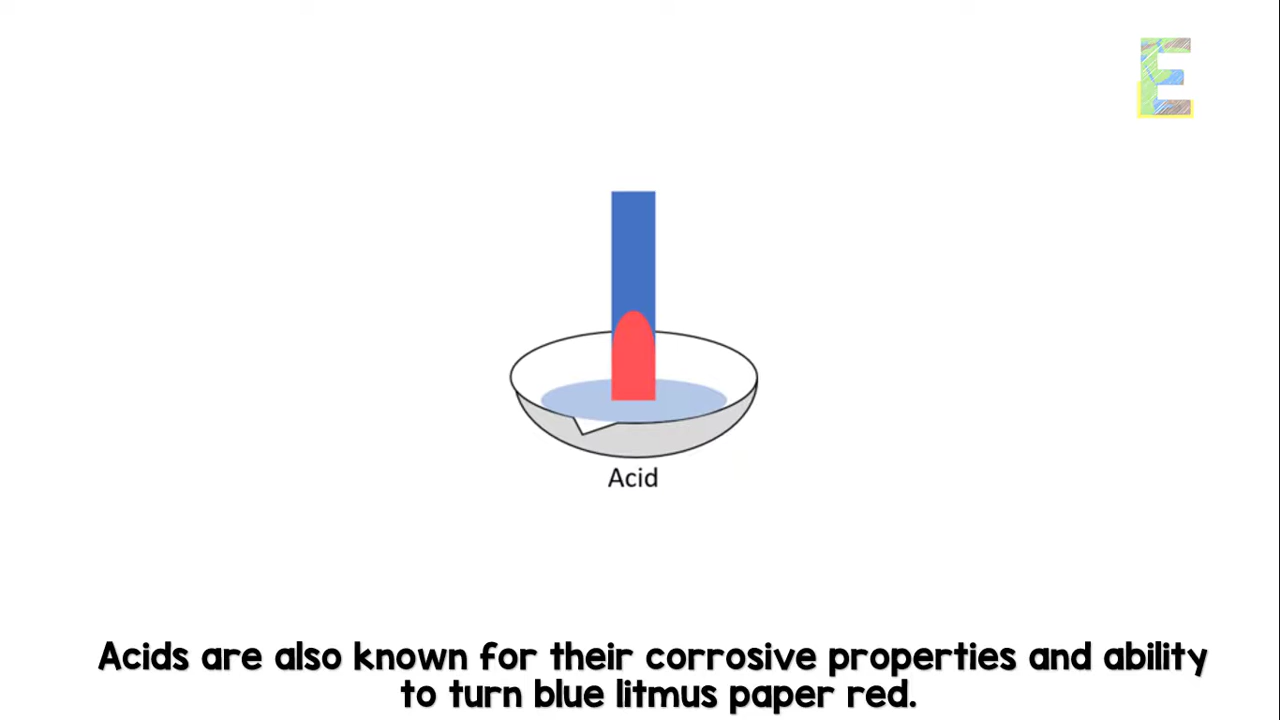 E
Acid
Acids are also known for their corrosive properties and ability
to turn blue litmus paper red.